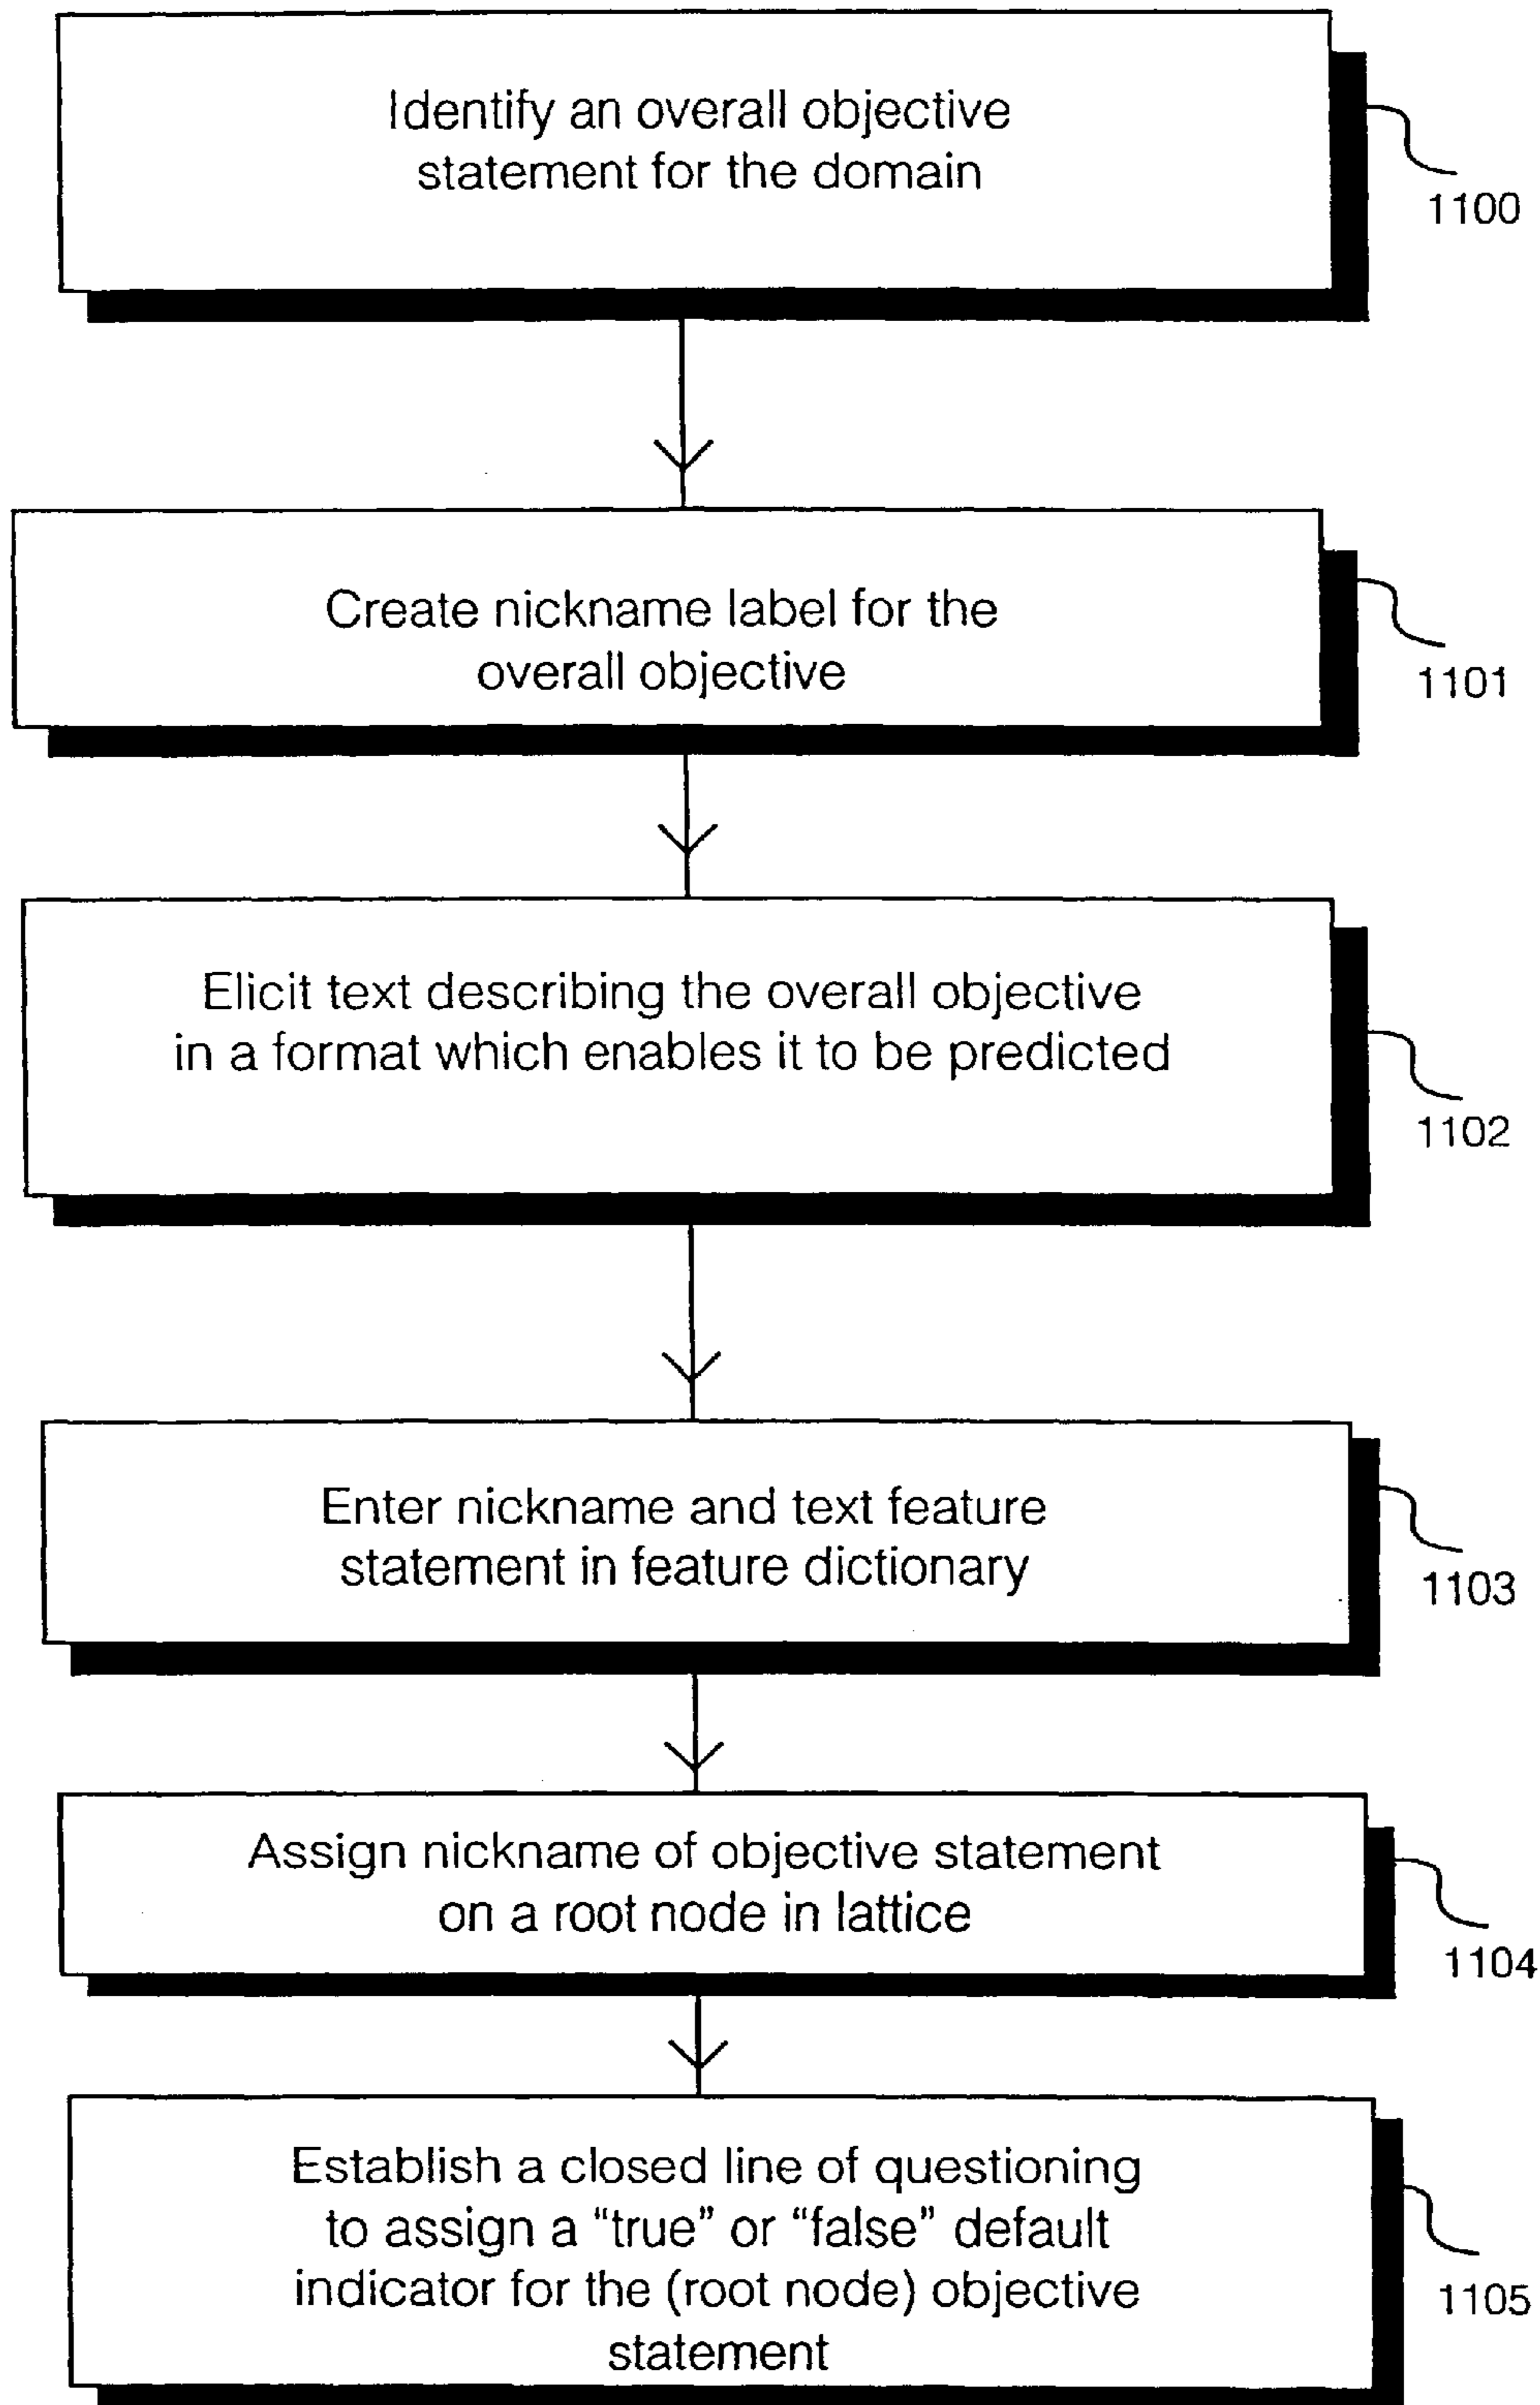 Identify an overall objective
statement for the domain
1100
Create nickname label for the
overall objective
1101
Elicit text describing the overall objective
in a format which enables it to be predicted
1102
Enter nickname and text feature
statement in feature dictionary
1103
Assign nickname of objective statement
on a root node in lattice
1104
Establish a closed line of questioning
to assign a “true” or “false” default
indicator for the (root node) objective
statement
1105